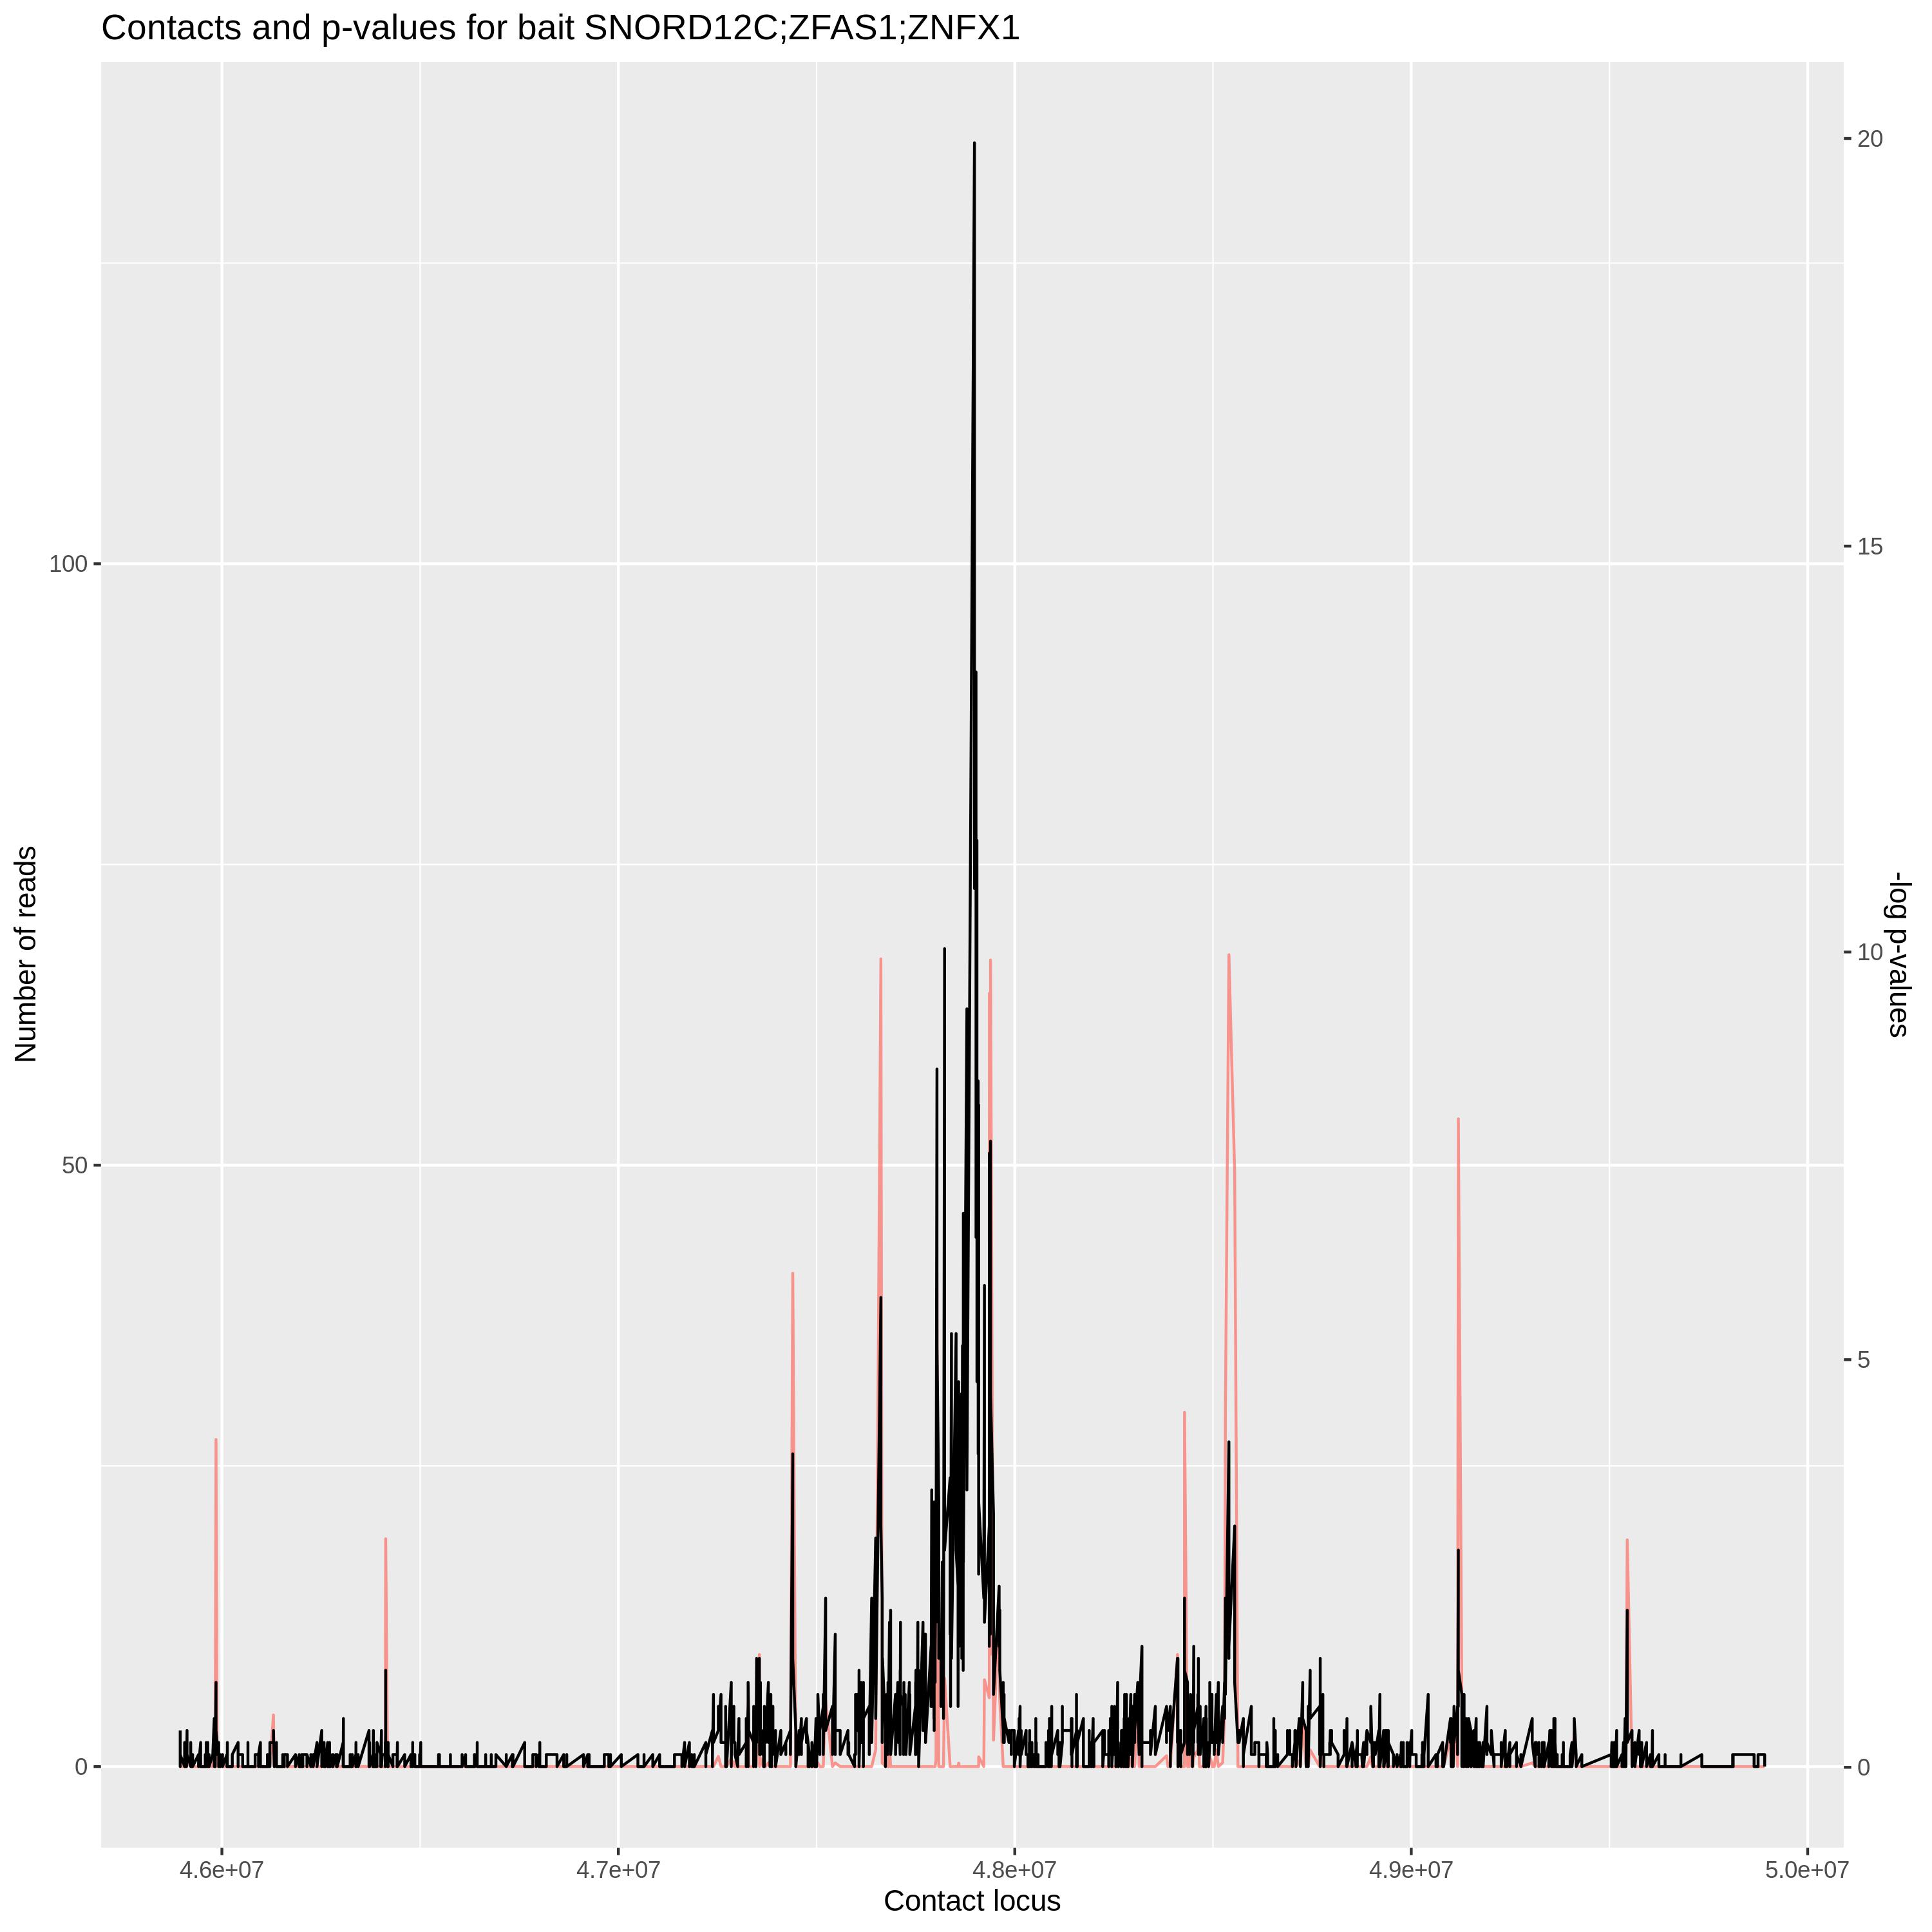 Contacts and p-values for bait SNORD12C;ZFAS1;ZNFX1
20
15
100
10
Number of reads
-log p-values
50
5
0
0
4.6e+07
4.7e+07
4.8e+07
4.9e+07
5.0e+07
Contact locus